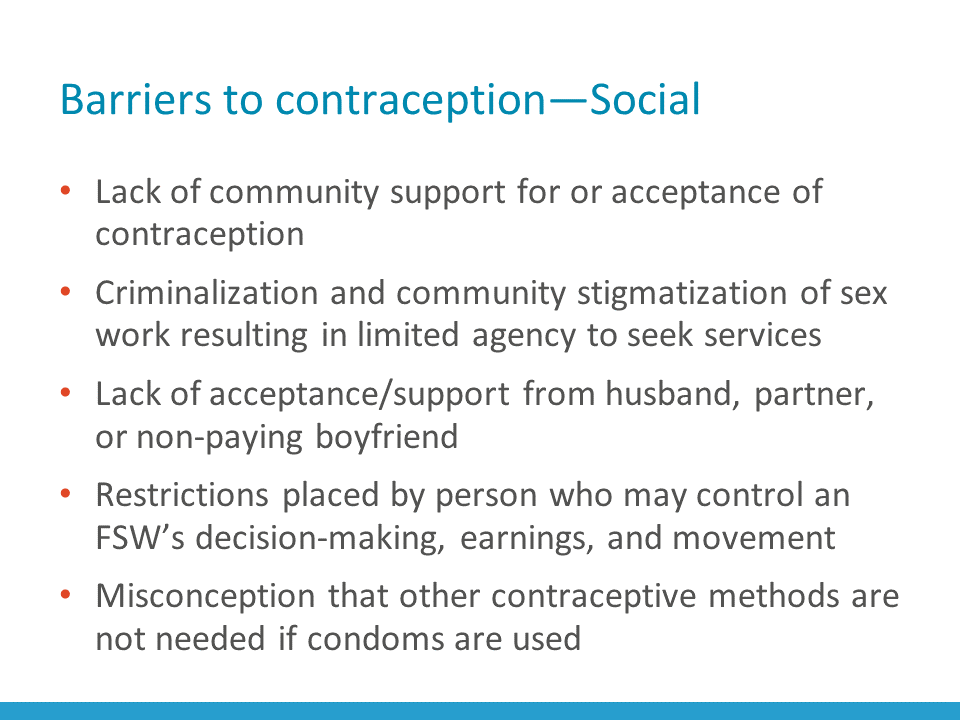 Barriers to contraception—Social
• Lack of community support for or acceptance of
contraception
• Criminalization and community stigmatization of sex
work resulting in limited agency to seek services
• Lack of acceptance/support from husband, partner,
or non-paying boyfriend
• Restrictions placed by person who may control an
FSW’s decision-making, earnings, and movement
• Misconception that other contraceptive methods are
not needed if condoms are used